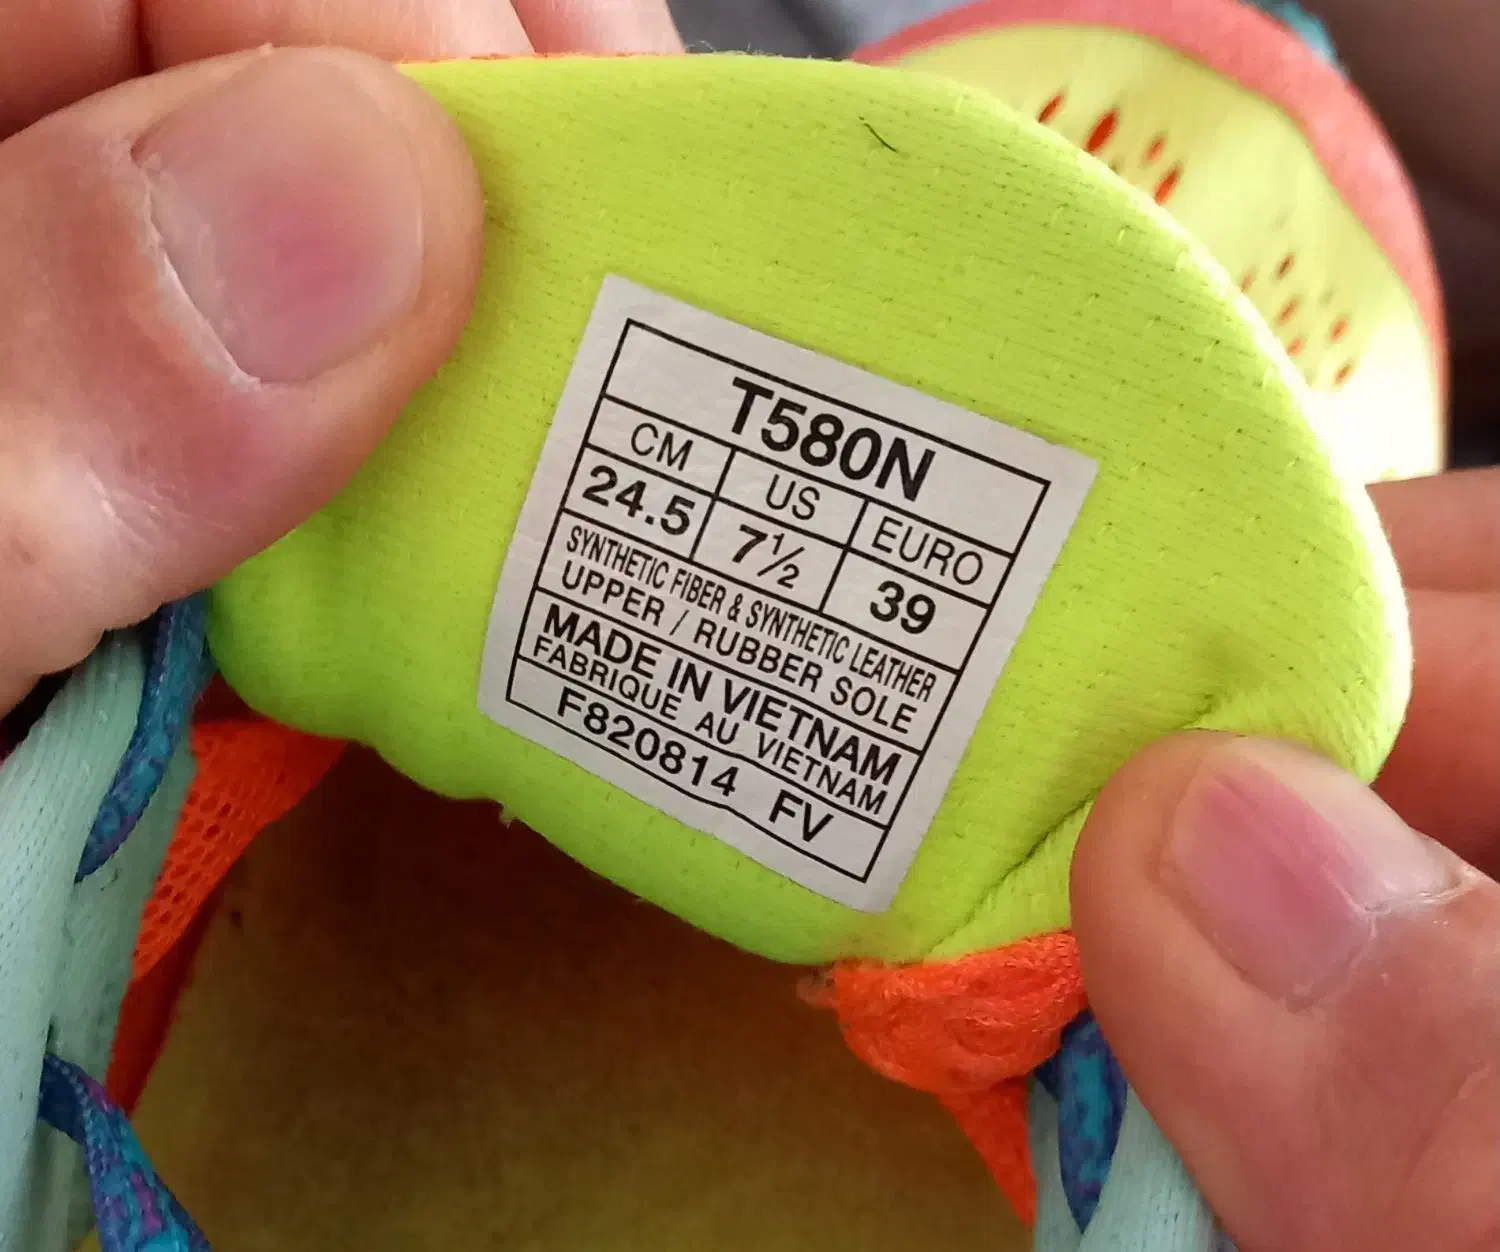 T580N
CM US EURO
24.5 7½ 39
SYNTHETIC FIBER & SYNTHETIC LEATHER
UPPER / RUBBER SOLE
MADE IN VIETNAM
FABRIQUE AU VIETNAM
F820814 FV